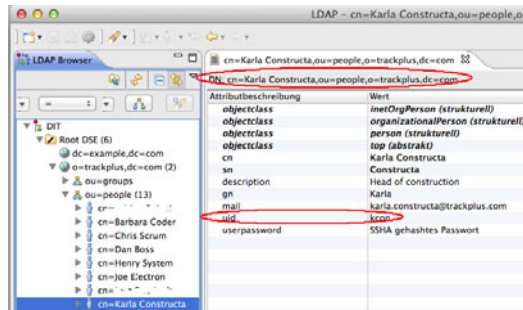 LDAP – cn=Karla Constructa,ou=people,o
LDAP Browser
cn=Karla Constructa,ou=people,o=trackplus,dc=com
DN: cn=Karla Constructa,ou=people,o=trackplus,dc=com
Attributbeschreibung Wert
objectclass inetOrgPerson (strukturell)
objectclass organizationalPerson (strukturell)
objectclass person (strukturell)
objectclass top (abstrakt)
cn Karla Constructa
sn Constructa
description Head of construction
gn Karla
mail karla.constructa@trackplus.com
uid kcon
userpassword SSHA gehashtes Passwort
=
DIT
Root DSE (6)
dc=example,dc=com
o=trackplus,dc=com (2)
ou=groups
ou=people (13)
cn=Barbara Coder
cn=Chris Scrum
cn=Dan Boss
cn=Henry System
cn=Joe Electron
cn=Karla Constructa